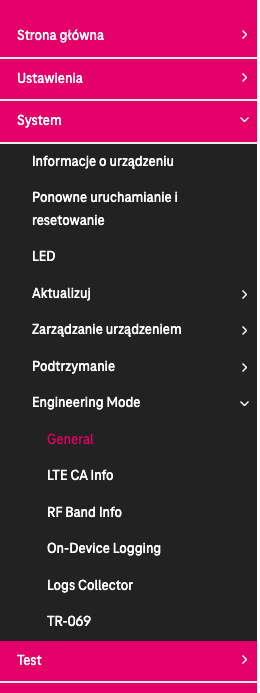 Strona główna
Ustawienia
System
Informacje o urządzeniu
Ponowne uruchamianie i
resetowanie
LED
Aktualizuj
Zarządzanie urządzeniem
Podtrzymanie
Engineering Mode
General
LTE CA Info
RF Band Info
On-Device Logging
Logs Collector
TR-069
Test